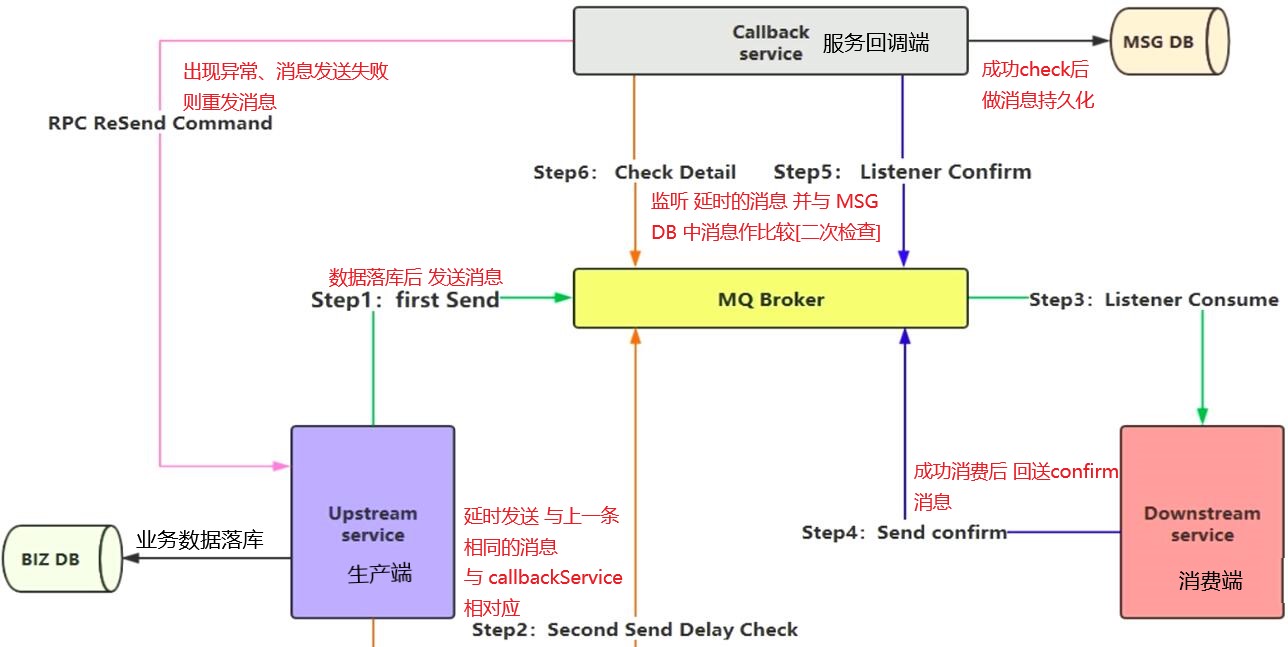 Callback
service
服务回调端
MSG DB
出现异常、消息发送失败
则重发消息
RPC ReSend Command
成功check后
做消息持久化
Step6： Check Detail
Step5： Listener Confirm
监听 延时的消息 并与 MSG
DB 中消息作比较[二次检查]
数据落库后 发送消息
Step1：first Send
MQ Broker
Step3：Listener Consume
Upstream
service
生产端
业务数据落库
BIZ DB
延时发送 与上一条
相同的消息
与 callbackService
相对应
Step2：Second Send Delay Check
成功消费后 回送confirm
消息
Step4：Send confirm
Downstream
service
消费端